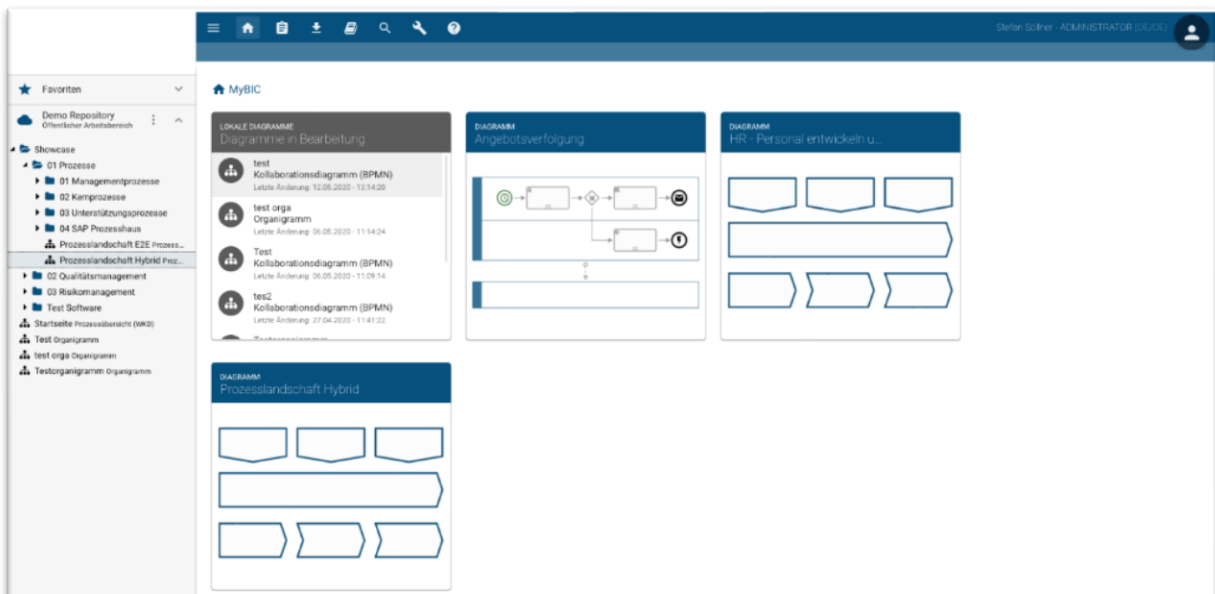 Stefan Söllner - ADMINISTRATOR (DE/DE)
Favoriten
Demo Repository
Öffentlicher Arbeitsbereich
Showcase
01 Prozesse
01 Managementprozesse
02 Kernprozesse
03 Unterstützungsprozesse
04 SAP Prozesshaus
Prozesslandschaft E2E Prozess...
Prozesslandschaft Hybrid Proz...
02 Qualitätsmanagement
03 Risikomanagement
Test Software
Startseite Prozessübersicht (WKD)
Test Organigramm
test orga Organigramm
Testorganigramm Organigramm
MyBIC
LOKALE DIAGRAMME
Diagramme in Bearbeitung
test
Kollaborationsdiagramm (BPMN)
Letzte Änderung: 12.05.2020 - 13:14:28
test orga
Organigramm
Letzte Änderung: 06.05.2020 - 11:14:24
Test
Kollaborationsdiagramm (BPMN)
Letzte Änderung: 06.05.2020 - 11:09:14
tes2
Kollaborationsdiagramm (BPMN)
Letzte Änderung: 27.04.2020 - 11:41:22
DIAGRAMM
Angebotsverfolgung
DIAGRAMM
HR - Personal entwickeln u...
DIAGRAMM
Prozesslandschaft Hybrid